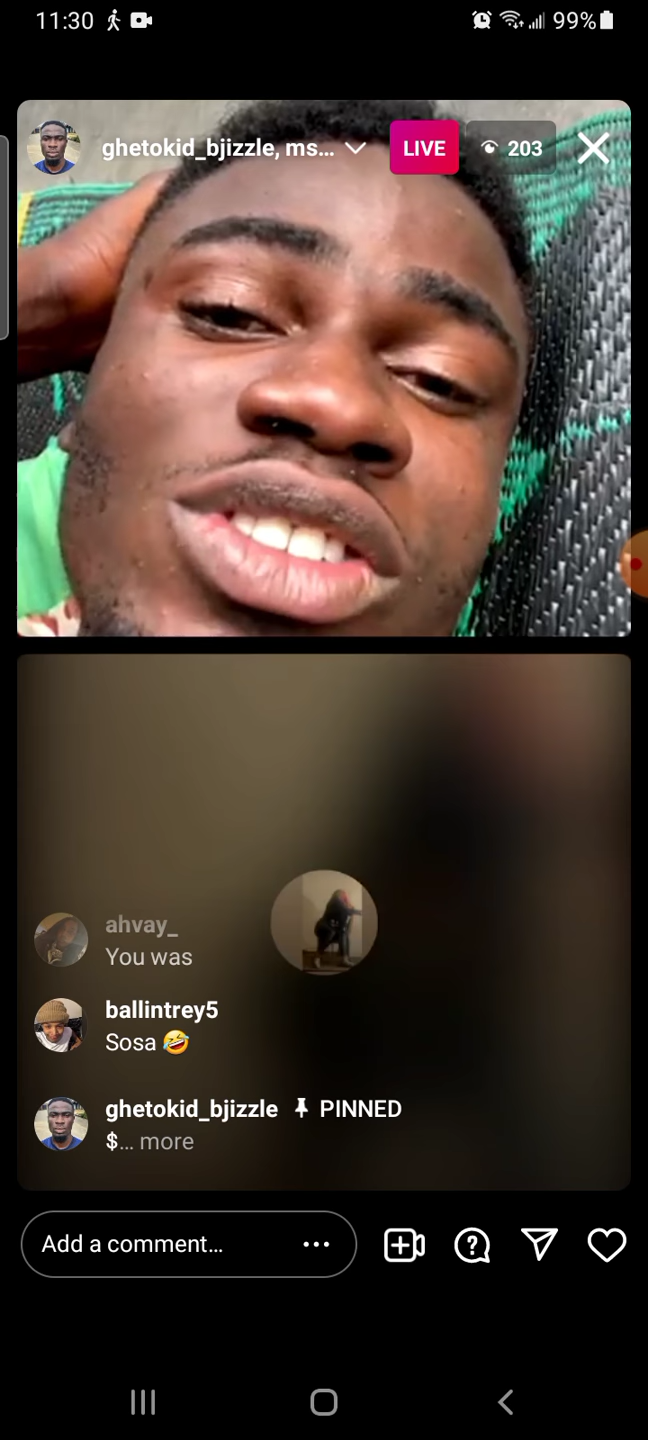 11:30 99%
ghetokid_bjizzle, ms... LIVE 203
ahvay_
You was
ballintrey5
Sosa 🤣
ghetokid_bjizzle PINNED
$... more
Add a comment...